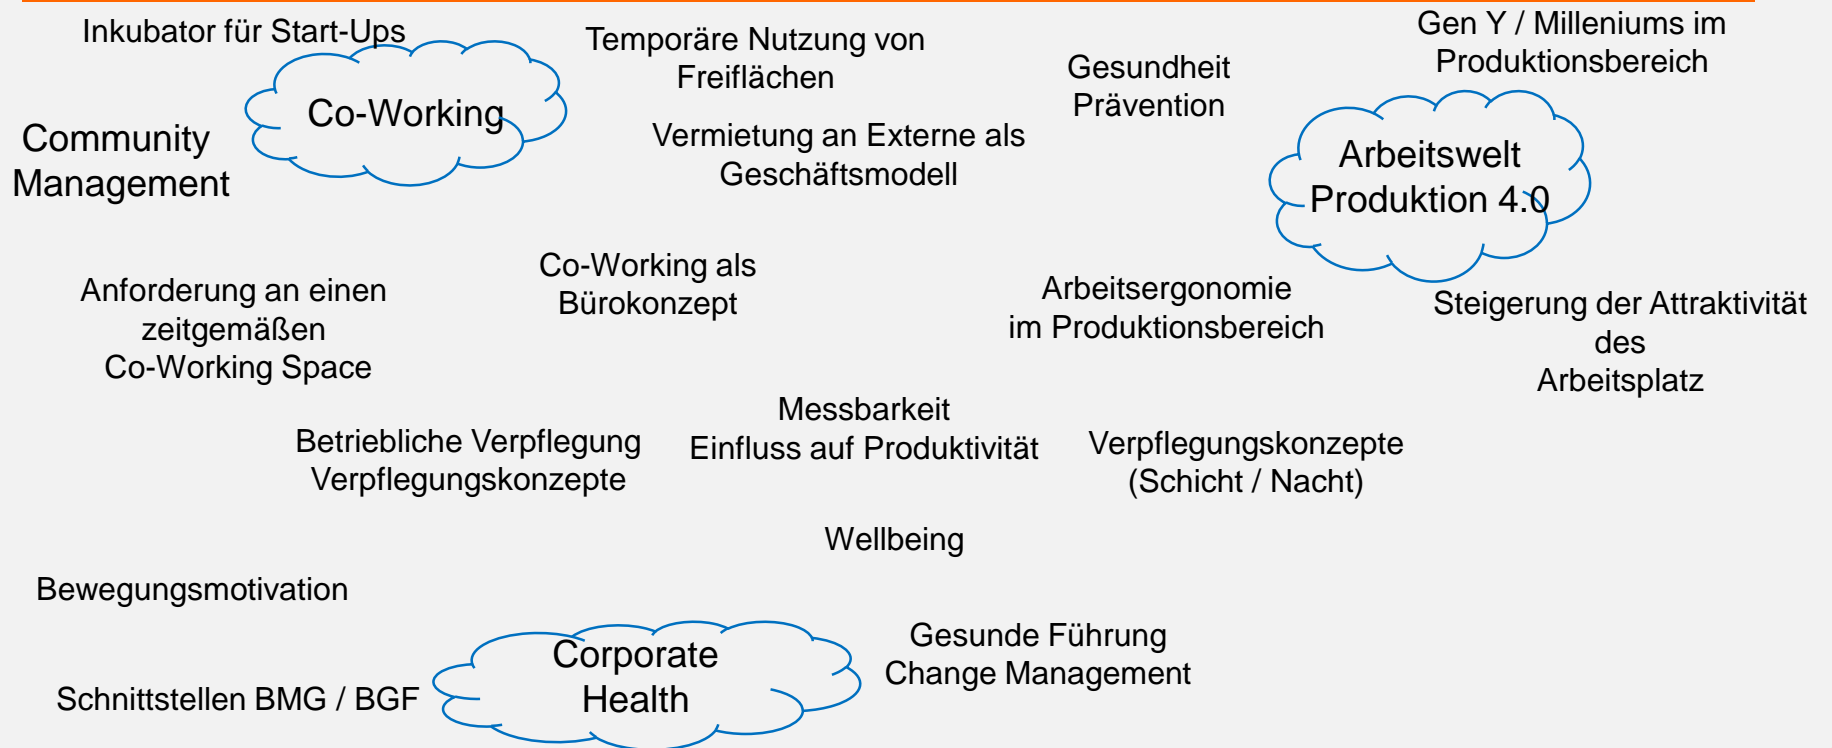 Inkubator für Start-Ups
Co-Working
Community
Management
Temporäre Nutzung von
Freiflächen
Vermietung an Externe als
Geschäftsmodell
Gesundheit
Prävention
Gen Y / Milleniums im
Produktionsbereich
Arbeitswelt
Produktion 4.0
Anforderung an einen
zeitgemäßen
Co-Working Space
Co-Working als
Bürokonzept
Arbeitsergonomie
im Produktionsbereich
Steigerung der Attraktivität
des
Arbeitsplatz
Betriebliche Verpflegung
Verpflegungskonzepte
Messbarkeit
Einfluss auf Produktivität
Verpflegungskonzepte
(Schicht / Nacht)
Wellbeing
Bewegungsmotivation
Corporate
Health
Gesunde Führung
Change Management
Schnittstellen BMG / BGF